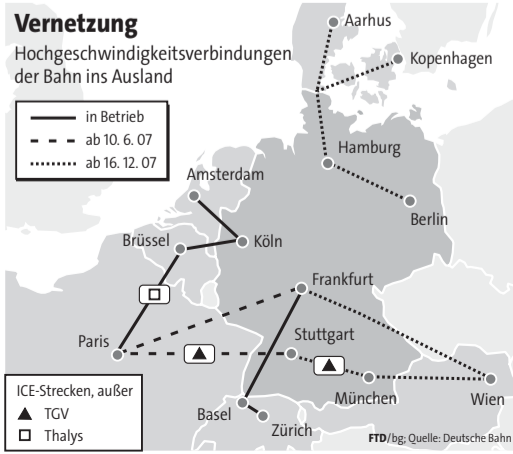 Vernetzung
Hochgeschwindigkeitsverbindungen
der Bahn ins Ausland
in Betrieb
ab 10. 6. 07
ab 16. 12. 07
Aarhus
Kopenhagen
Hamburg
Berlin
Amsterdam
Brüssel
Köln
Frankfurt
Paris
Stuttgart
München
Wien
Basel
Zürich
ICE-Strecken, außer
TGV
Thalys
FTD/bg; Quelle: Deutsche Bahn